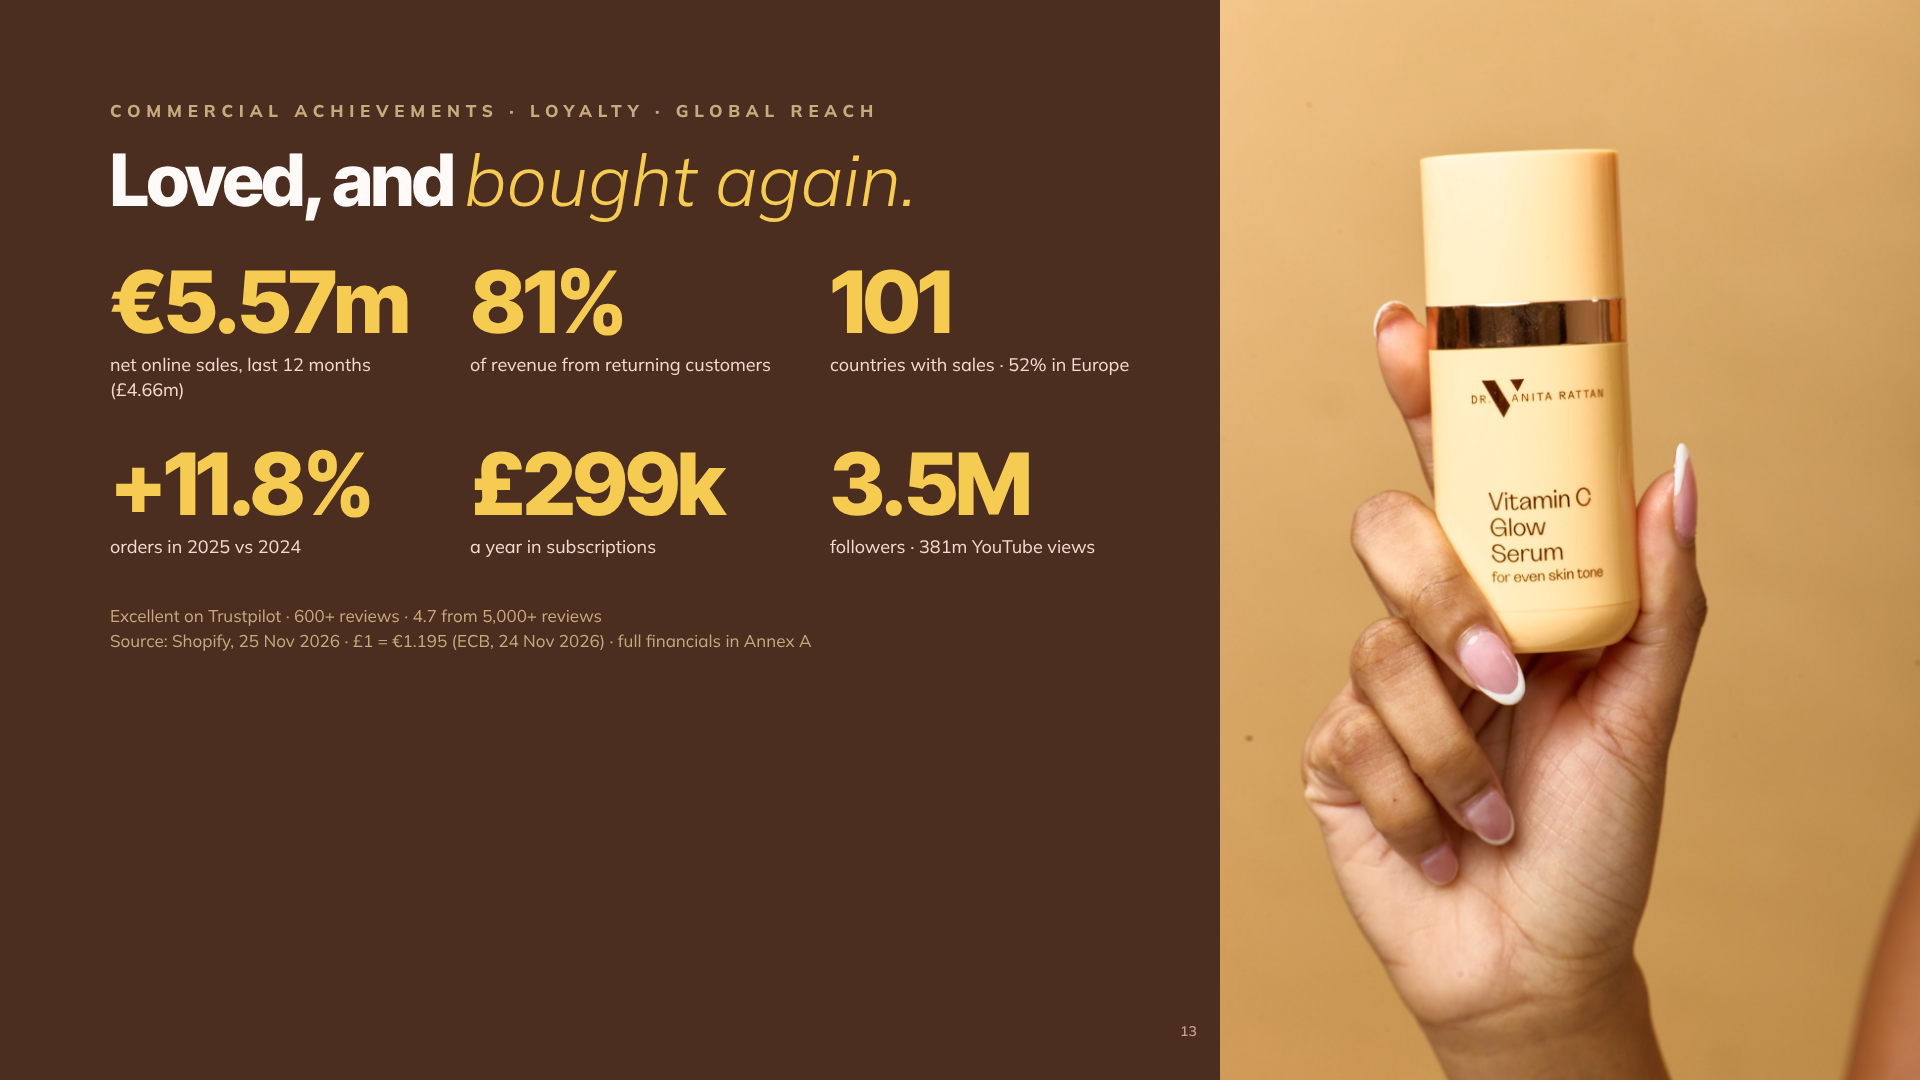 COMMERCIAL ACHIEVEMENTS · LOYALTY · GLOBAL REACH
Loved, and bought again.
€5.57m
net online sales, last 12 months
(£4.66m)
81%
of revenue from returning customers
101
countries with sales · 52% in Europe
+11.8%
orders in 2025 vs 2024
£299k
a year in subscriptions
3.5M
followers · 381m YouTube views
Excellent on Trustpilot · 600+ reviews · 4.7 from 5,000+ reviews
Source: Shopify, 25 Nov 2026 · £1 = €1.195 (ECB, 24 Nov 2026) · full financials in Annex A
13
DR. VANITA RATTAN
Vitamin C
Glow
Serum
for even skin tone